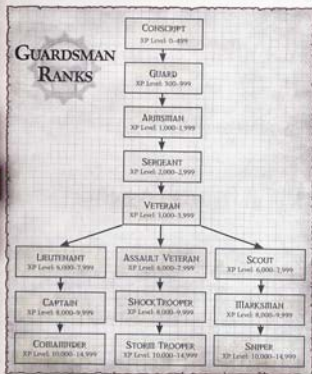 GUARDSMAN
RANKS
CONSCRIPT
XP Level: 0–499
GUARD
XP Level: 500–999
ARMSMAN
XP Level: 1,000–1,999
SERGEANT
XP Level: 2,000–2,999
VETERAN
XP Level: 3,000–5,999
LIEUTENANT
XP Level: 6,000–7,999
ASSAULT VETERAN
XP Level: 6,000–7,999
SCOUT
XP Level: 6,000–7,999
CAPTAIN
XP Level: 8,000–9,999
SHOCK TROOPER
XP Level: 8,000–9,999
MARKSMAN
XP Level: 8,000–9,999
COMMANDER
XP Level: 10,000–14,999
STORM TROOPER
XP Level: 10,000–14,999
SNIPER
XP Level: 10,000–14,999